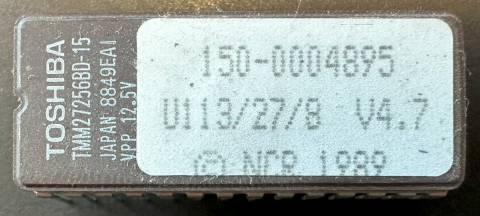 TOSHIBA
TMM27256BD-15
JAPAN 8849EAI
VPP 12.5V
150-0004895
U113/27/8 V4.7
© NCR 1989